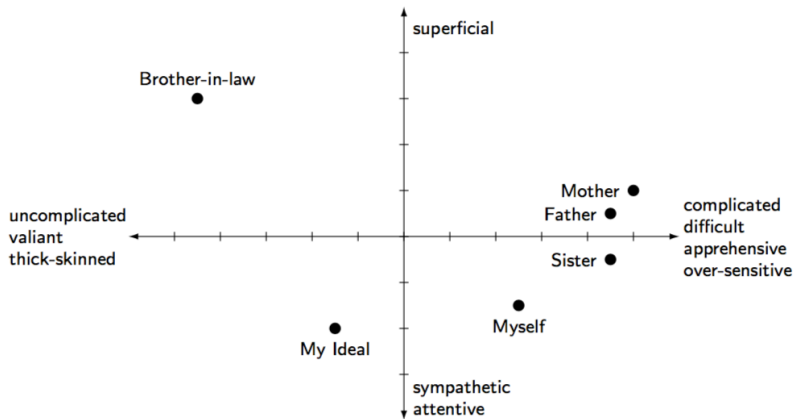 superficial
Brother-in-law
Mother
Father
uncomplicated
valiant
thick-skinned
complicated
difficult
apprehensive
over-sensitive
Sister
Myself
My Ideal
sympathetic
attentive